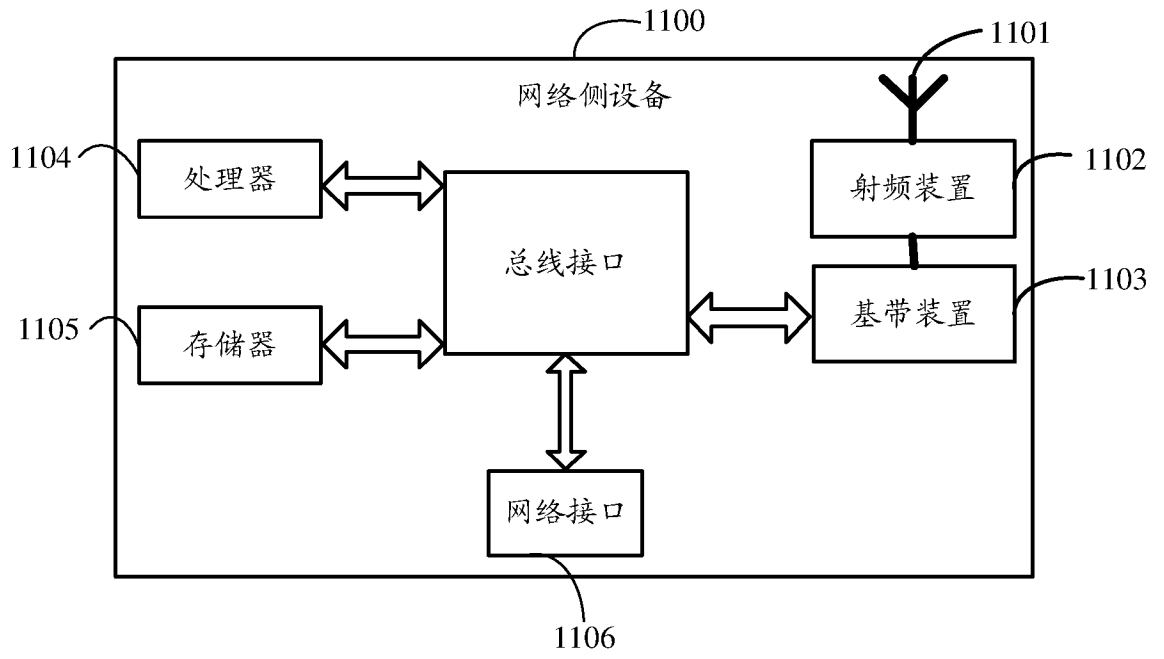 1100
1101
网络侧设备
1104
处理器
射频装置
1102
总线接口
1105
存储器
基带装置
1103
网络接口
1106